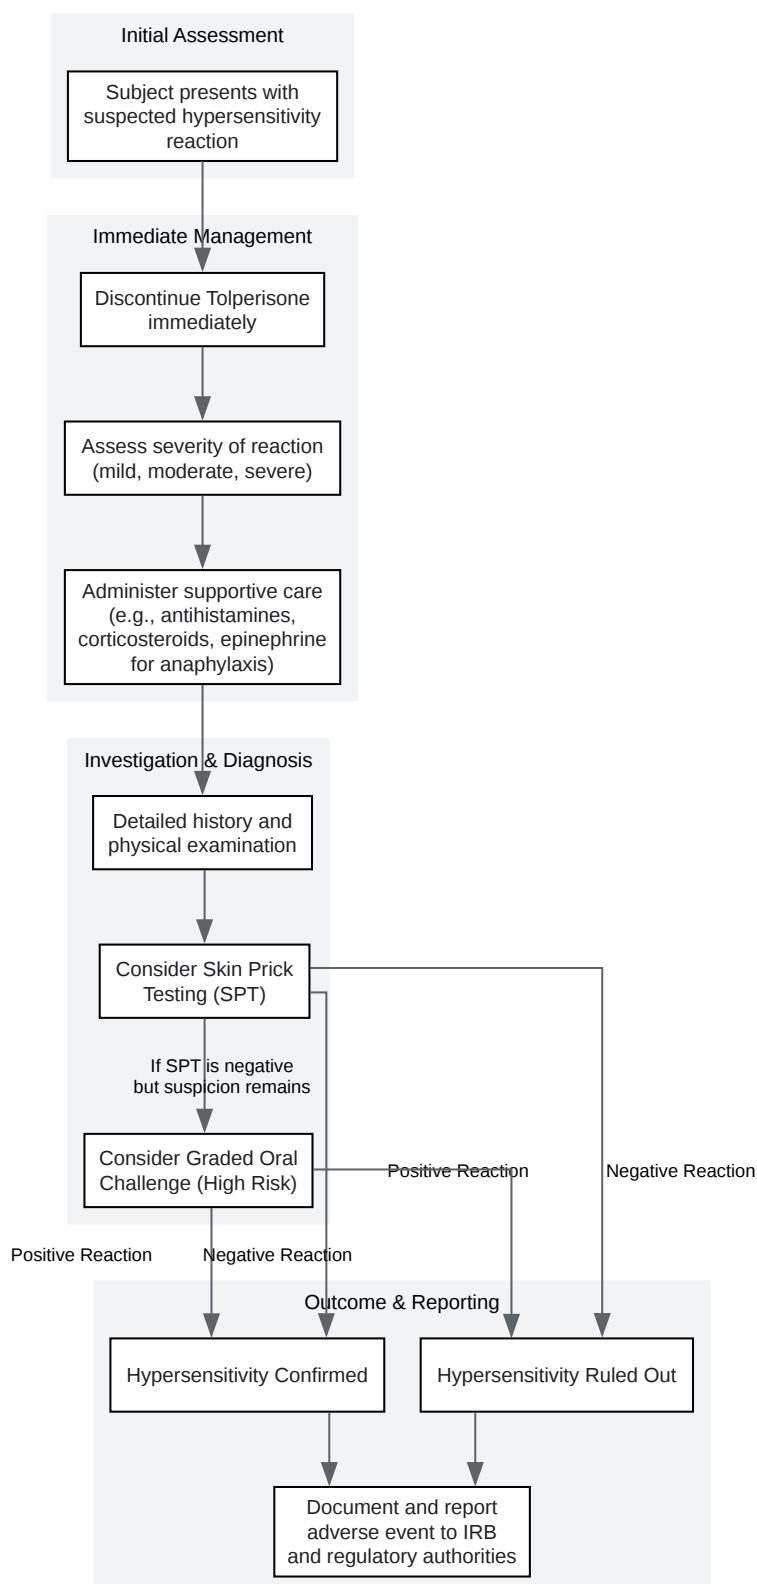 Initial Assessment
Subject presents with
suspected hypersensitivity
reaction
Immediate Management
Discontinue Tolperisone
immediately
Assess severity of reaction
(mild, moderate, severe)
Administer supportive care
(e.g., antihistamines,
corticosteroids, epinephrine
for anaphylaxis)
Investigation & Diagnosis
Detailed history and
physical examination
Consider Skin Prick
Testing (SPT)
If SPT is negative
but suspicion remains
Consider Graded Oral
Challenge (High Risk)
Positive Reaction
Negative Reaction
Positive Reaction
Negative Reaction
Outcome & Reporting
Hypersensitivity Confirmed
Hypersensitivity Ruled Out
Document and report
adverse event to IRB
and regulatory authorities